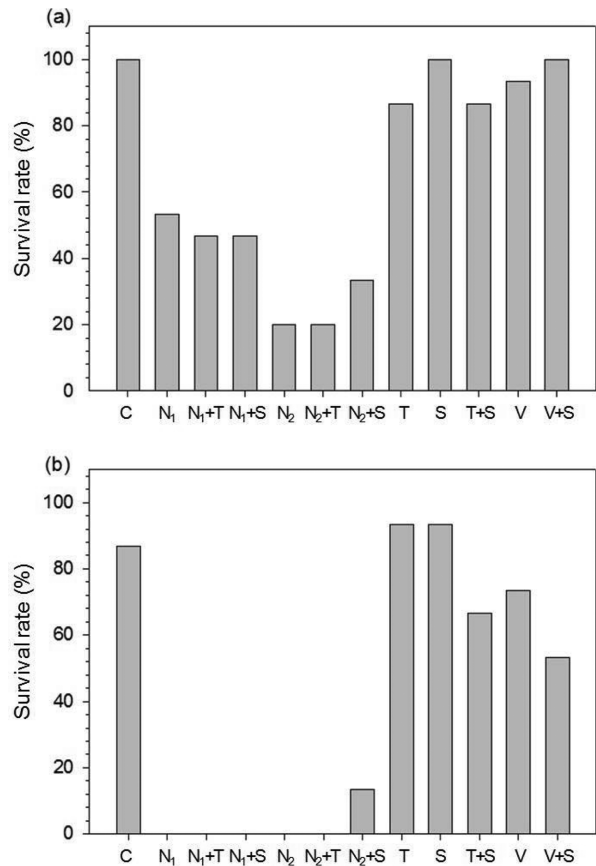 (a)
100
80
60
40
20
0
Survival rate (%)
C N₁ N₁+T N₁+S N₂ N₂+T N₂+S T S T+S V V+S
(b)
100
80
60
40
20
0
Survival rate (%)
C N₁ N₁+T N₁+S N₂ N₂+T N₂+S T S T+S V V+S